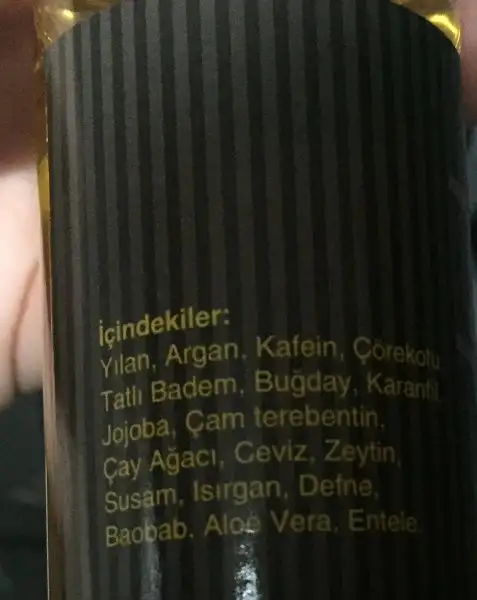 İçindekiler:
Yılan, Argan, Kafein, Çörekotu
Tatlı Badem, Buğday, Karanfil,
Jojoba, Çam terebentin,
Çay Ağacı, Ceviz, Zeytin,
Susam, Isırgan, Defne,
Baobab, Aloe Vera, Entele.